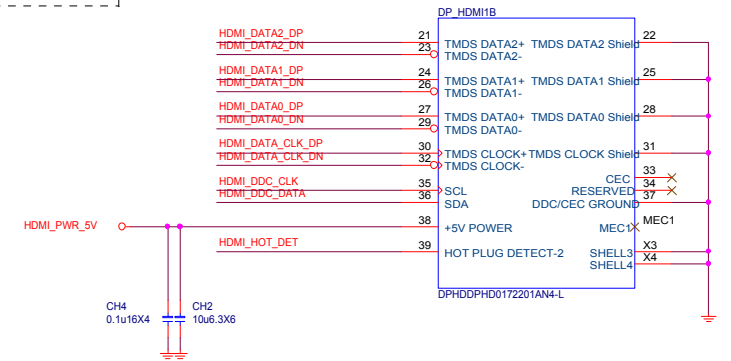 DP_HDMI1B
HDMI_DATA2_DP 21 TMDS DATA2+ TMDS DATA2 Shield 22
HDMI_DATA2_DN 23 TMDS DATA2-
HDMI_DATA1_DP 24 TMDS DATA1+ TMDS DATA1 Shield 25
HDMI_DATA1_DN 26 TMDS DATA1-
HDMI_DATA0_DP 27 TMDS DATA0+ TMDS DATA0 Shield 28
HDMI_DATA0_DN 29 TMDS DATA0-
HDMI_DATA_CLK_DP 30 TMDS CLOCK+ TMDS CLOCK Shield 31
HDMI_DATA_CLK_DN 32 TMDS CLOCK-
CEC 33
HDMI_DDC_CLK 35 SCL RESERVED 34
HDMI_DDC_DATA 36 SDA DDC/CEC GROUND 37
HDMI_PWR_5V 38 +5V POWER MEC1 MEC1
HDMI_HOT_DET 39 HOT PLUG DETECT-2 SHELL3 X3
SHELL4 X4
DPHDDPHD0172201AN4-L
CH4 CH2
0.1u16X4 10u6.3X6